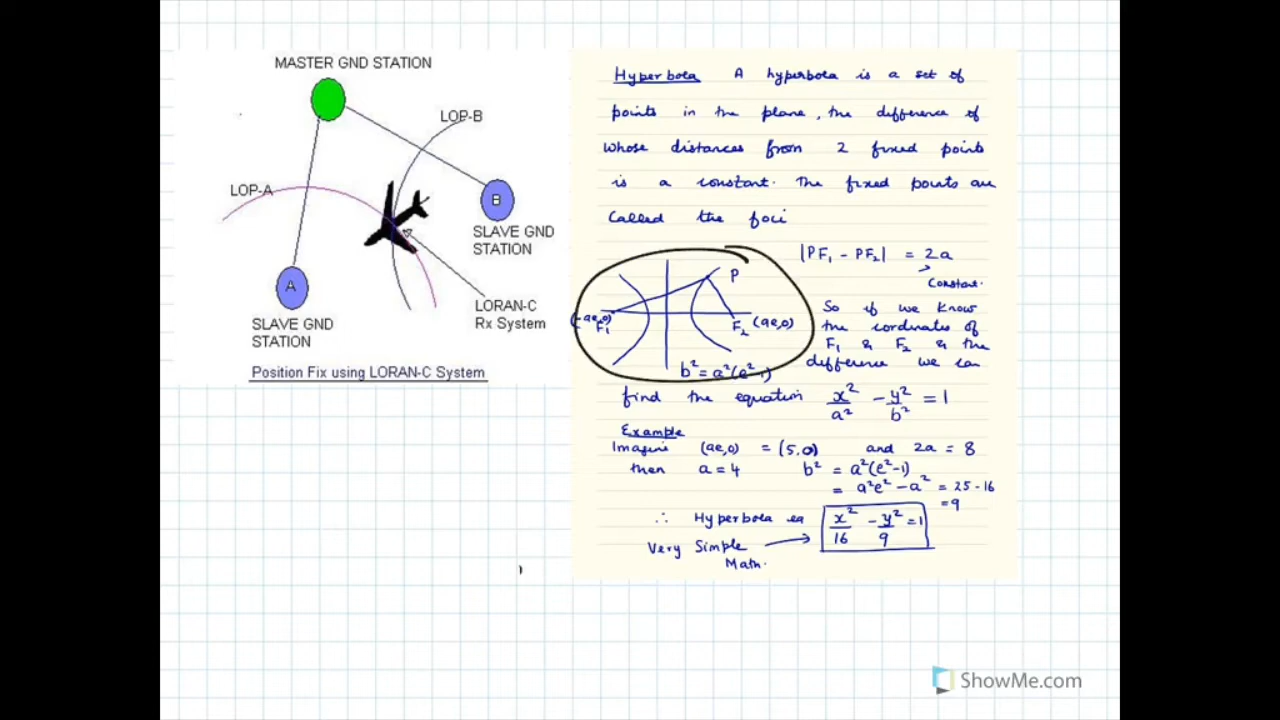 MASTER GND STATION
LOP-B
LOP-A
B
SLAVE GND
STATION
A
SLAVE GND
STATION
LORAN-C
Rx System
Position Fix using LORAN-C System
Hyperbola A hyperbola is a set of
points in the plane, the difference of
whose distances from 2 fixed points
is a constant. The fixed points are
called the foci
|PF₁ - PF₂| = 2a
Constant.
P
(-ae,0)
F₁
F₂ (ae,0)
b² = a²(e²-1)
So if we know
the cordinates of
F₁ & F₂ & the
difference we can
find the equation x²/a² - y²/b² = 1
Example
Imagine (ae,0) = (5,0) and 2a = 8
then a = 4 b² = a²(e²-1)
= a²e² - a² = 25-16
= 9
∴ Hyperbola eq x²/16 - y²/9 = 1
Very Simple
Math.
ShowMe.com